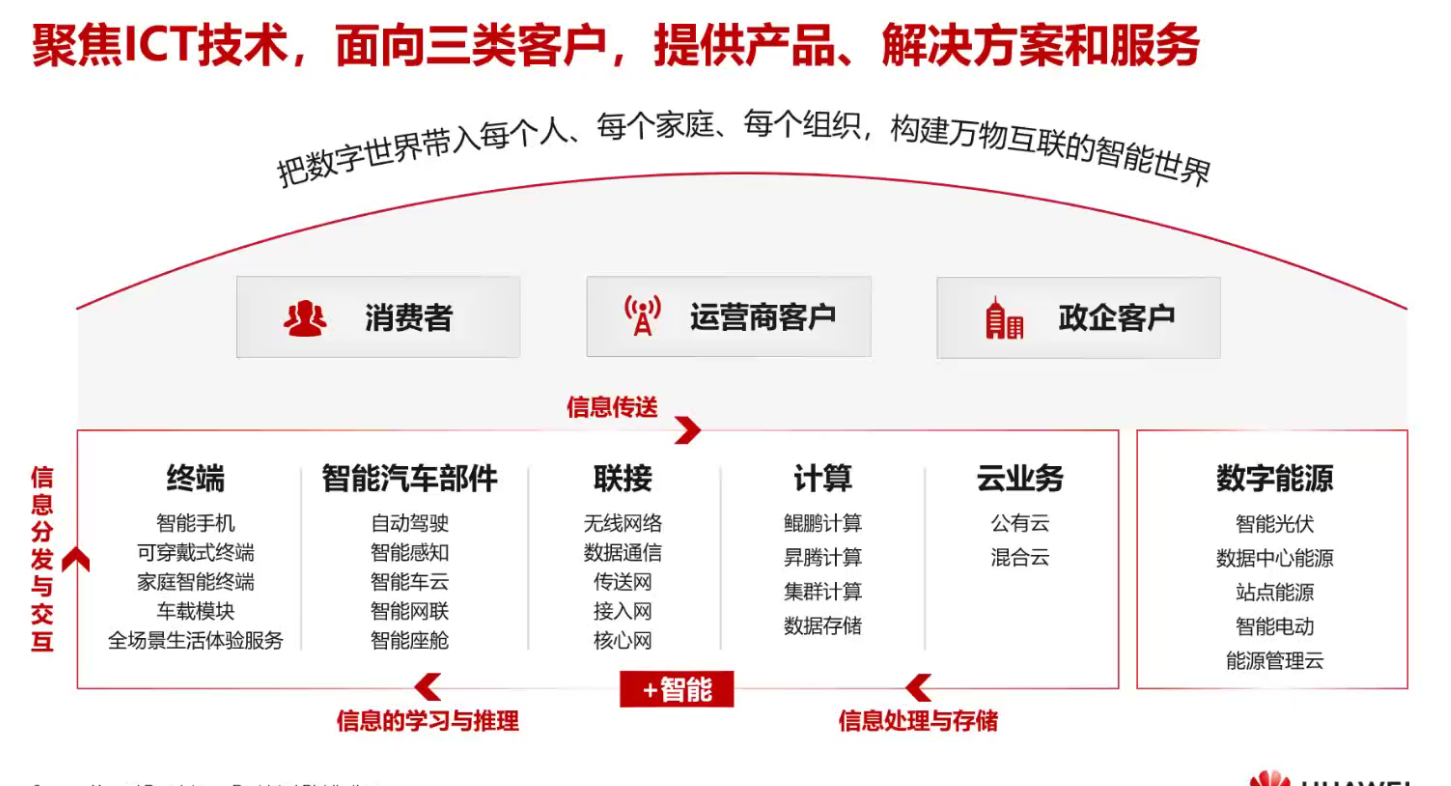 聚焦ICT技术，面向三类客户，提供产品、解决方案和服务
把数字世界带入每个人、每个家庭、每个组织，构建万物互联的智能世界
消费者
运营商客户
政企客户
信息传送
信息分发与交互
终端
智能手机
可穿戴式终端
家庭智能终端
车载模块
全场景生活体验服务
智能汽车部件
自动驾驶
智能感知
智能车云
智能网联
智能座舱
联接
无线网络
数据通信
传送网
接入网
核心网
计算
鲲鹏计算
昇腾计算
集群计算
数据存储
云业务
公有云
混合云
数字能源
智能光伏
数据中心能源
站点能源
智能电动
能源管理云
+智能
信息的学习与推理
信息处理与存储
HUAWEI